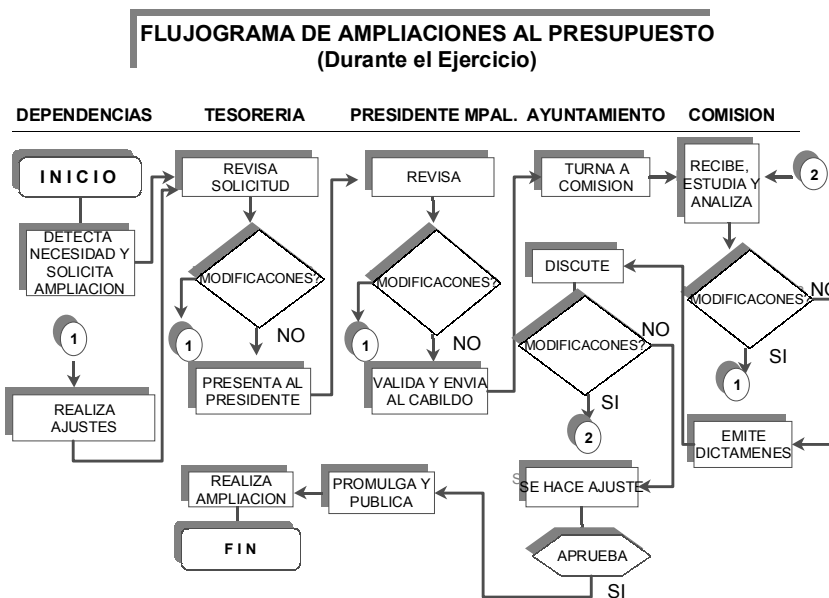 FLUJOGRAMA DE AMPLIACIONES AL PRESUPUESTO
(Durante el Ejercicio)
DEPENDENCIAS
TESORERIA
PRESIDENTE MPAL.
AYUNTAMIENTO
COMISION
INICIO
REVISA
SOLICITUD
REVISA
TURNA A
COMISION
RECIBE,
ESTUDIA Y
ANALIZA
2
DETECTA
NECESIDAD Y
SOLICITA
AMPLIACION
MODIFICACONES?
MODIFICACONES?
DISCUTE
MODIFICACONES?
NO
1
1
NO
1
NO
MODIFICACONES?
NO
SI
1
REALIZA
AJUSTES
PRESENTA AL
PRESIDENTE
VALIDA Y ENVIA
AL CABILDO
SI
2
EMITE
DICTAMENES
REALIZA
AMPLIACION
PROMULGA Y
PUBLICA
SE HACE AJUSTE
FIN
APRUEBA
SI